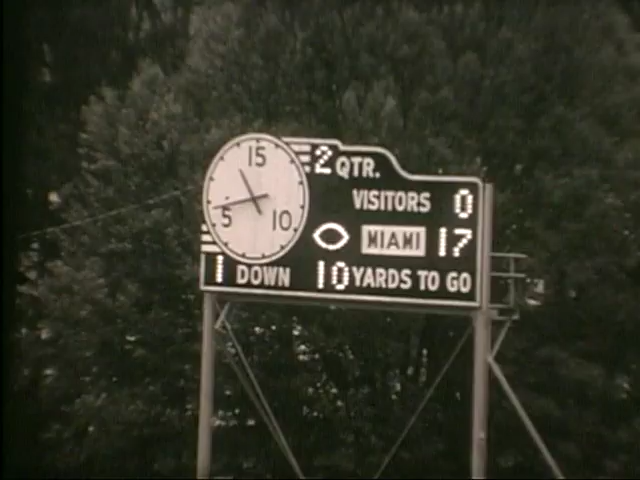 15
5
10
2 QTR.
VISITORS 0
MIAMI 17
1 DOWN 10 YARDS TO GO